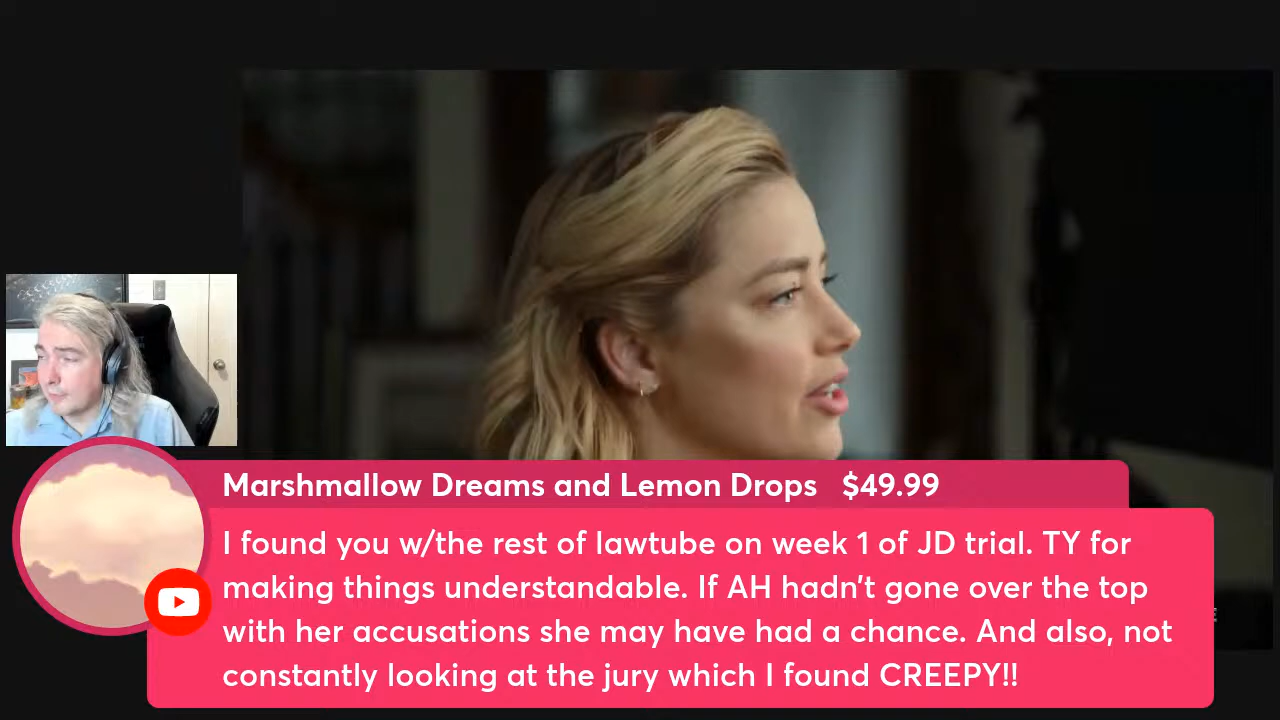 Marshmallow Dreams and Lemon Drops $49.99
I found you w/the rest of lawtube on week 1 of JD trial. TY for
making things understandable. If AH hadn't gone over the top
with her accusations she may have had a chance. And also, not
constantly looking at the jury which I found CREEPY!!